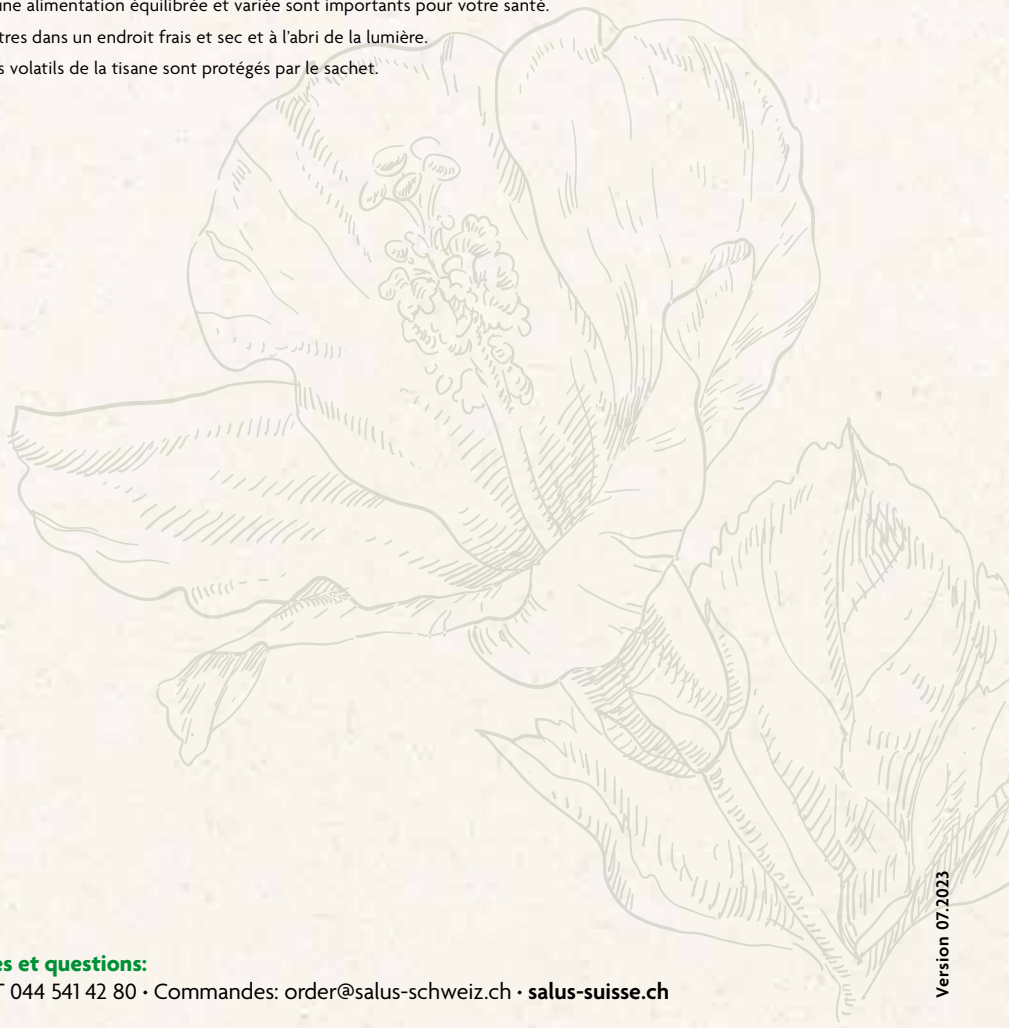 une alimentation équilibrée et variée sont importants pour votre santé.
tres dans un endroit frais et sec et à l’abri de la lumière.
s volatils de la tisane sont protégés par le sachet.
Version 07.2023
es et questions:
T 044 541 42 80 · Commandes: order@salus-schweiz.ch · salus-suisse.ch